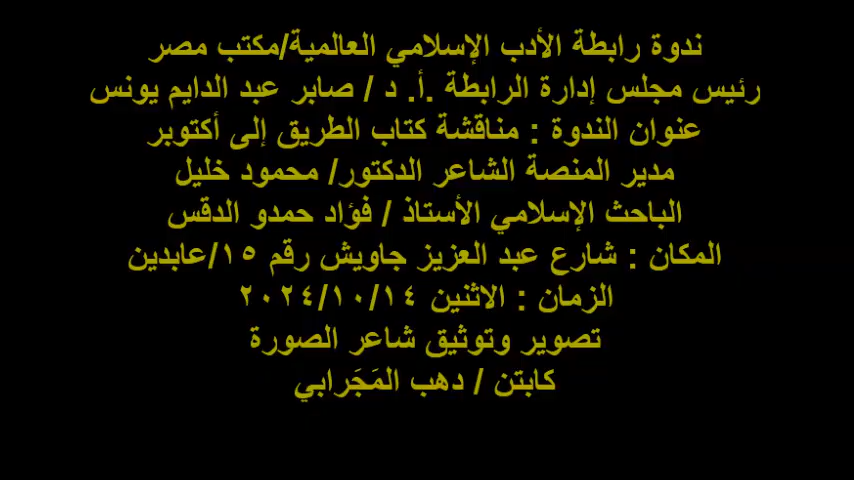 ندوة رابطة الأدب الإسلامي العالمية/مكتب مصر
رئيس مجلس إدارة الرابطة .أ. د / صابر عبد الدايم يونس
عنوان الندوة : مناقشة كتاب الطريق إلى أكتوبر
مدير المنصة الشاعر الدكتور/ محمود خليل
الباحث الإسلامي الأستاذ / فؤاد حمدو الدقس
المكان : شارع عبد العزيز جاويش رقم ١٥/عابدين
الزمان : الاثنين ٢٠٢٤/١٠/١٤
تصوير وتوثيق شاعر الصورة
كابتن / دهب المَجَرابي